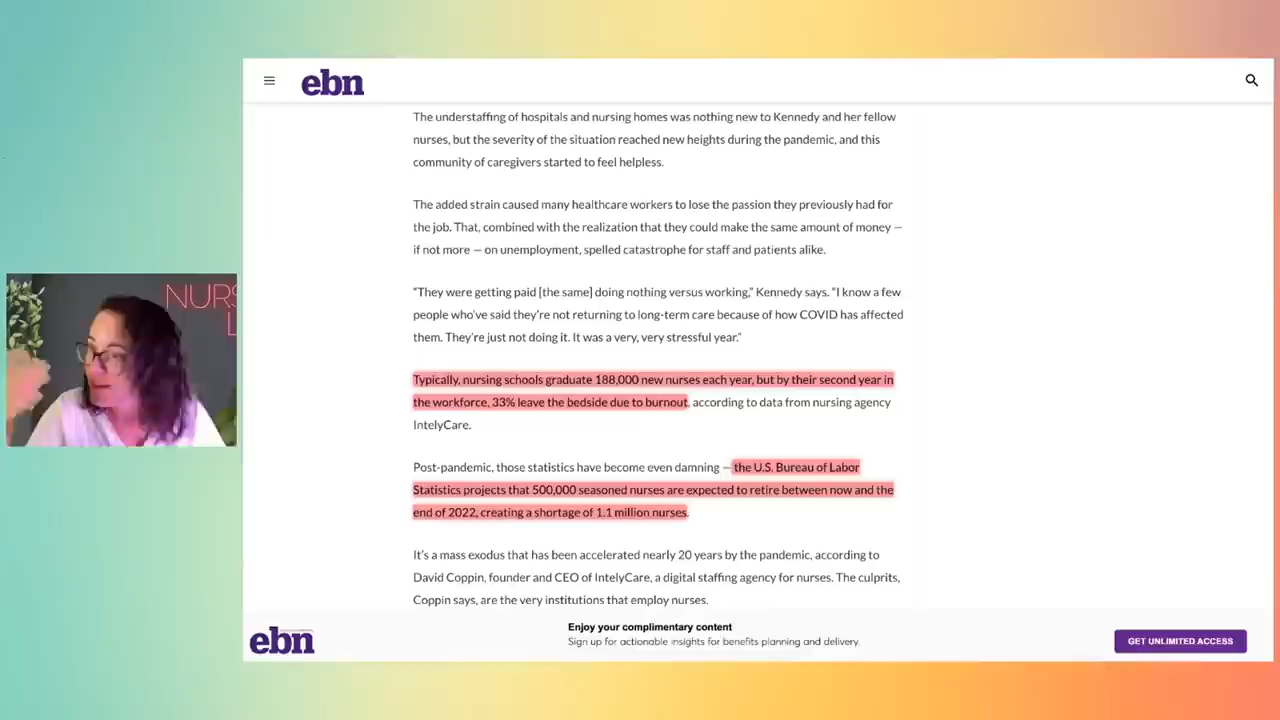 ebn
The understaffing of hospitals and nursing homes was nothing new to Kennedy and her fellow
nurses, but the severity of the situation reached new heights during the pandemic, and this
community of caregivers started to feel helpless.
The added strain caused many healthcare workers to lose the passion they previously had for
the job. That, combined with the realization that they could make the same amount of money —
if not more — on unemployment, spelled catastrophe for staff and patients alike.
“They were getting paid [the same] doing nothing versus working,” Kennedy says. “I know a few
people who’ve said they’re not returning to long-term care because of how COVID has affected
them. They’re just not doing it. It was a very, very stressful year.”
Typically, nursing schools graduate 188,000 new nurses each year, but by their second year in
the workforce, 33% leave the bedside due to burnout, according to data from nursing agency
IntelyCare.
Post-pandemic, those statistics have become even damning — the U.S. Bureau of Labor
Statistics projects that 500,000 seasoned nurses are expected to retire between now and the
end of 2022, creating a shortage of 1.1 million nurses.
It’s a mass exodus that has been accelerated nearly 20 years by the pandemic, according to
David Coppin, founder and CEO of IntelyCare, a digital staffing agency for nurses. The culprits,
Coppin says, are the very institutions that employ nurses.
NURS
L
ebn
Enjoy your complimentary content
Sign up for actionable insights for benefits planning and delivery.
GET UNLIMITED ACCESS